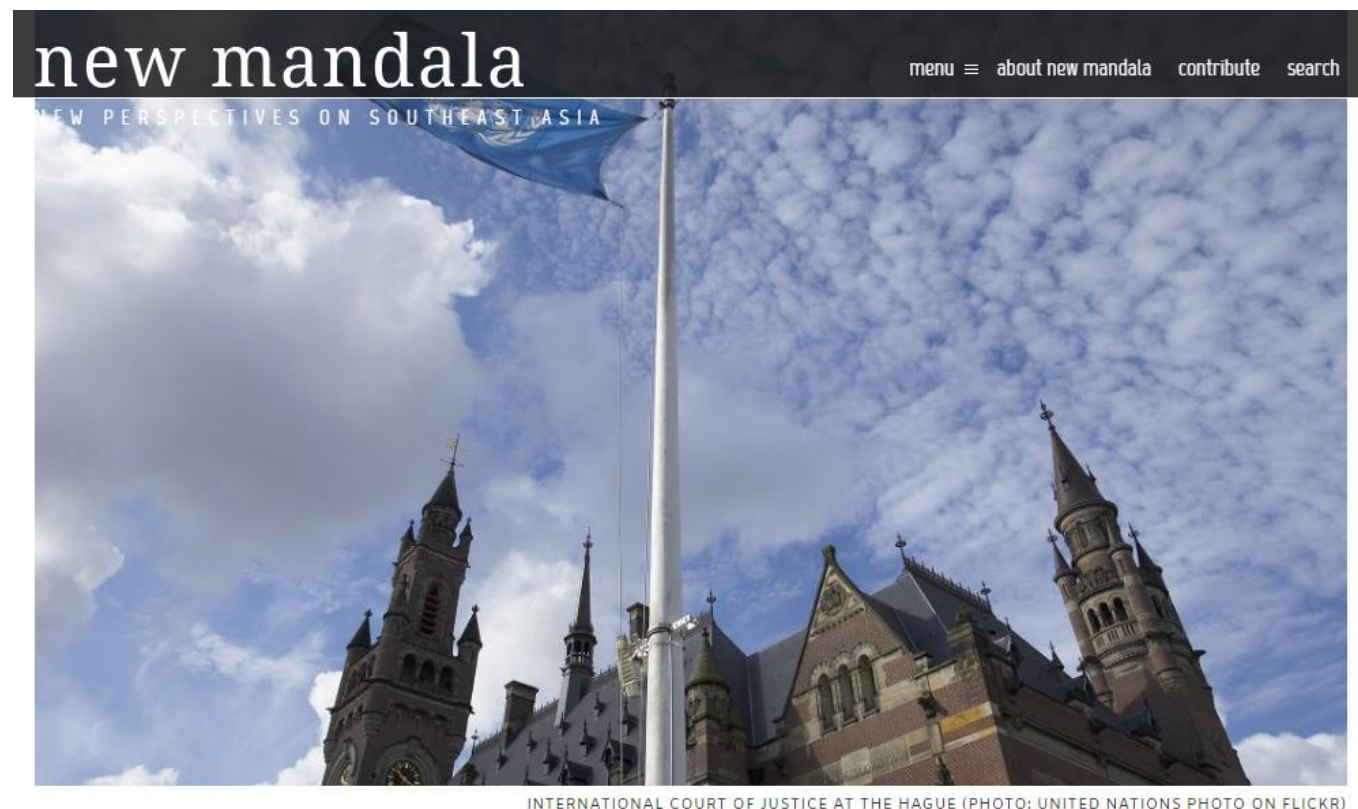 new mandala
menu ≡ about new mandala contribute search
NEW PERSPECTIVES ON SOUTHEAST ASIA
INTERNATIONAL COURT OF JUSTICE AT THE HAGUE (PHOTO: UNITED NATIONS PHOTO ON FLICKR)